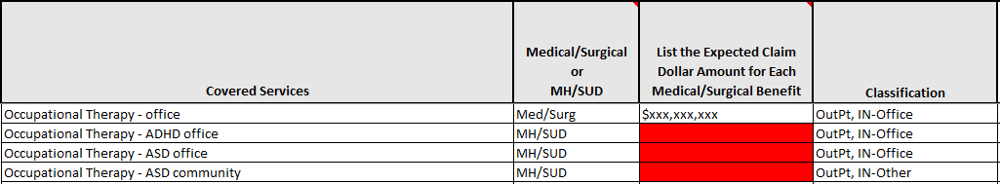 Covered Services
Medical/Surgical
or
MH/SUD
List the Expected Claim
Dollar Amount for Each
Medical/Surgical Benefit
Classification
Occupational Therapy - office Med/Surg $xxx,xxx,xxx OutPt, IN-Office
Occupational Therapy - ADHD office MH/SUD OutPt, IN-Office
Occupational Therapy - ASD office MH/SUD OutPt, IN-Office
Occupational Therapy - ASD community MH/SUD OutPt, IN-Other